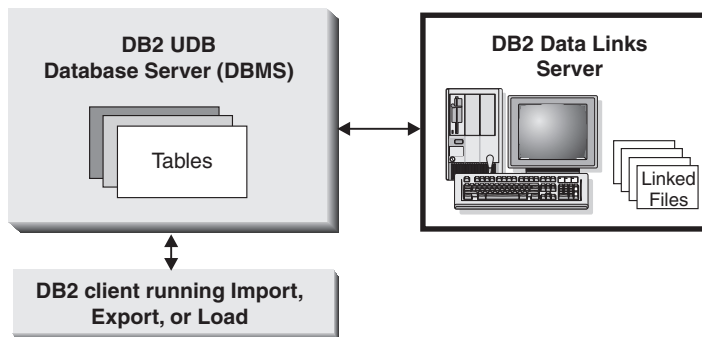 DB2 UDB
Database Server (DBMS)
Tables
DB2 Data Links
Server
Linked
Files
DB2 client running Import,
Export, or Load